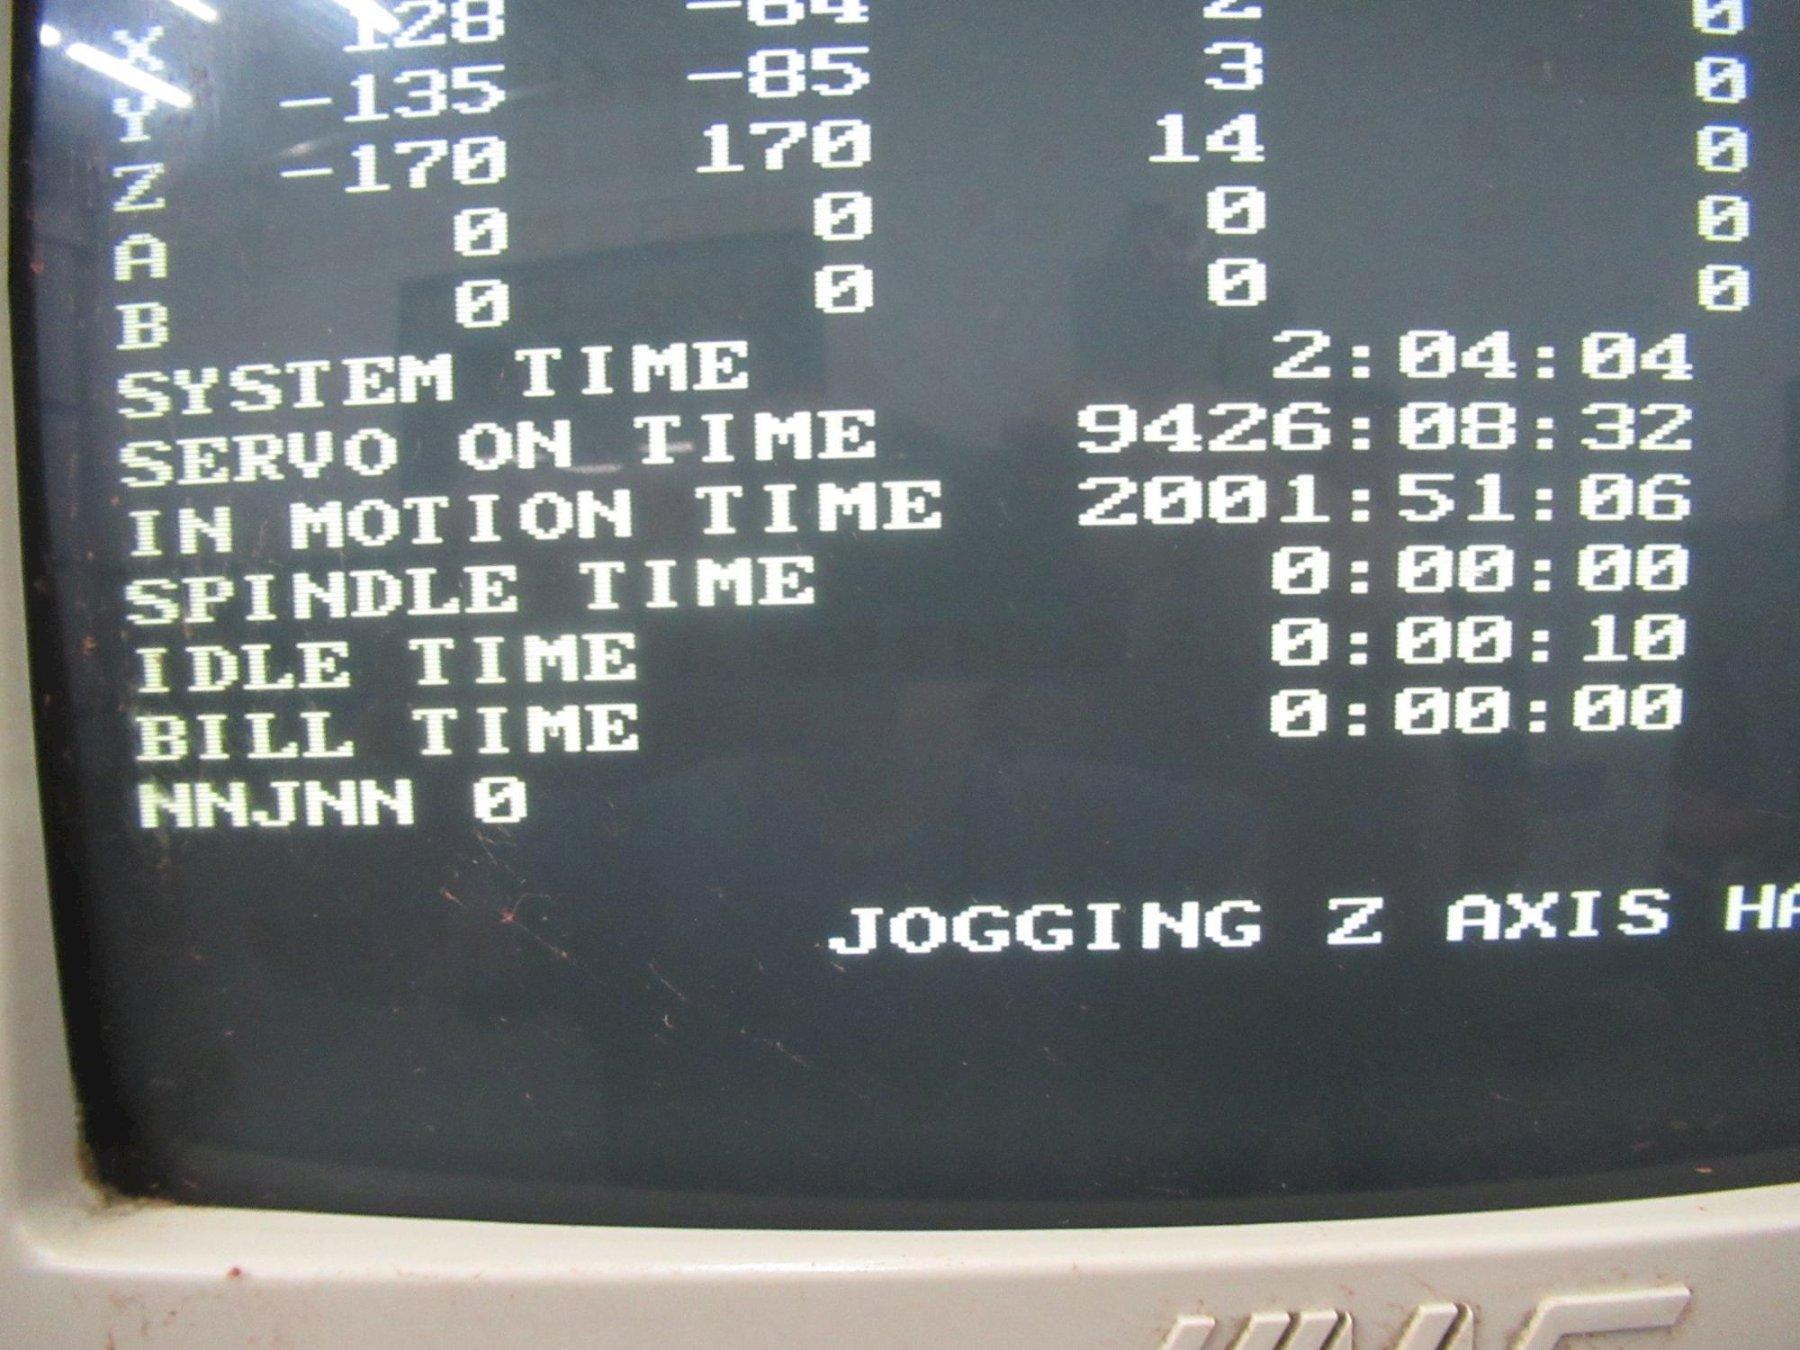 X 128 -64 2 0
Y -135 -85 3 0
Z -170 170 14 0
A 0 0 0 0
B 0 0 0 0
SYSTEM TIME 2:04:04
SERVO ON TIME 9426:08:32
IN MOTION TIME 2001:51:06
SPINDLE TIME 0:00:00
IDLE TIME 0:00:10
BILL TIME 0:00:00
NNJNN 0
JOGGING Z AXIS HA